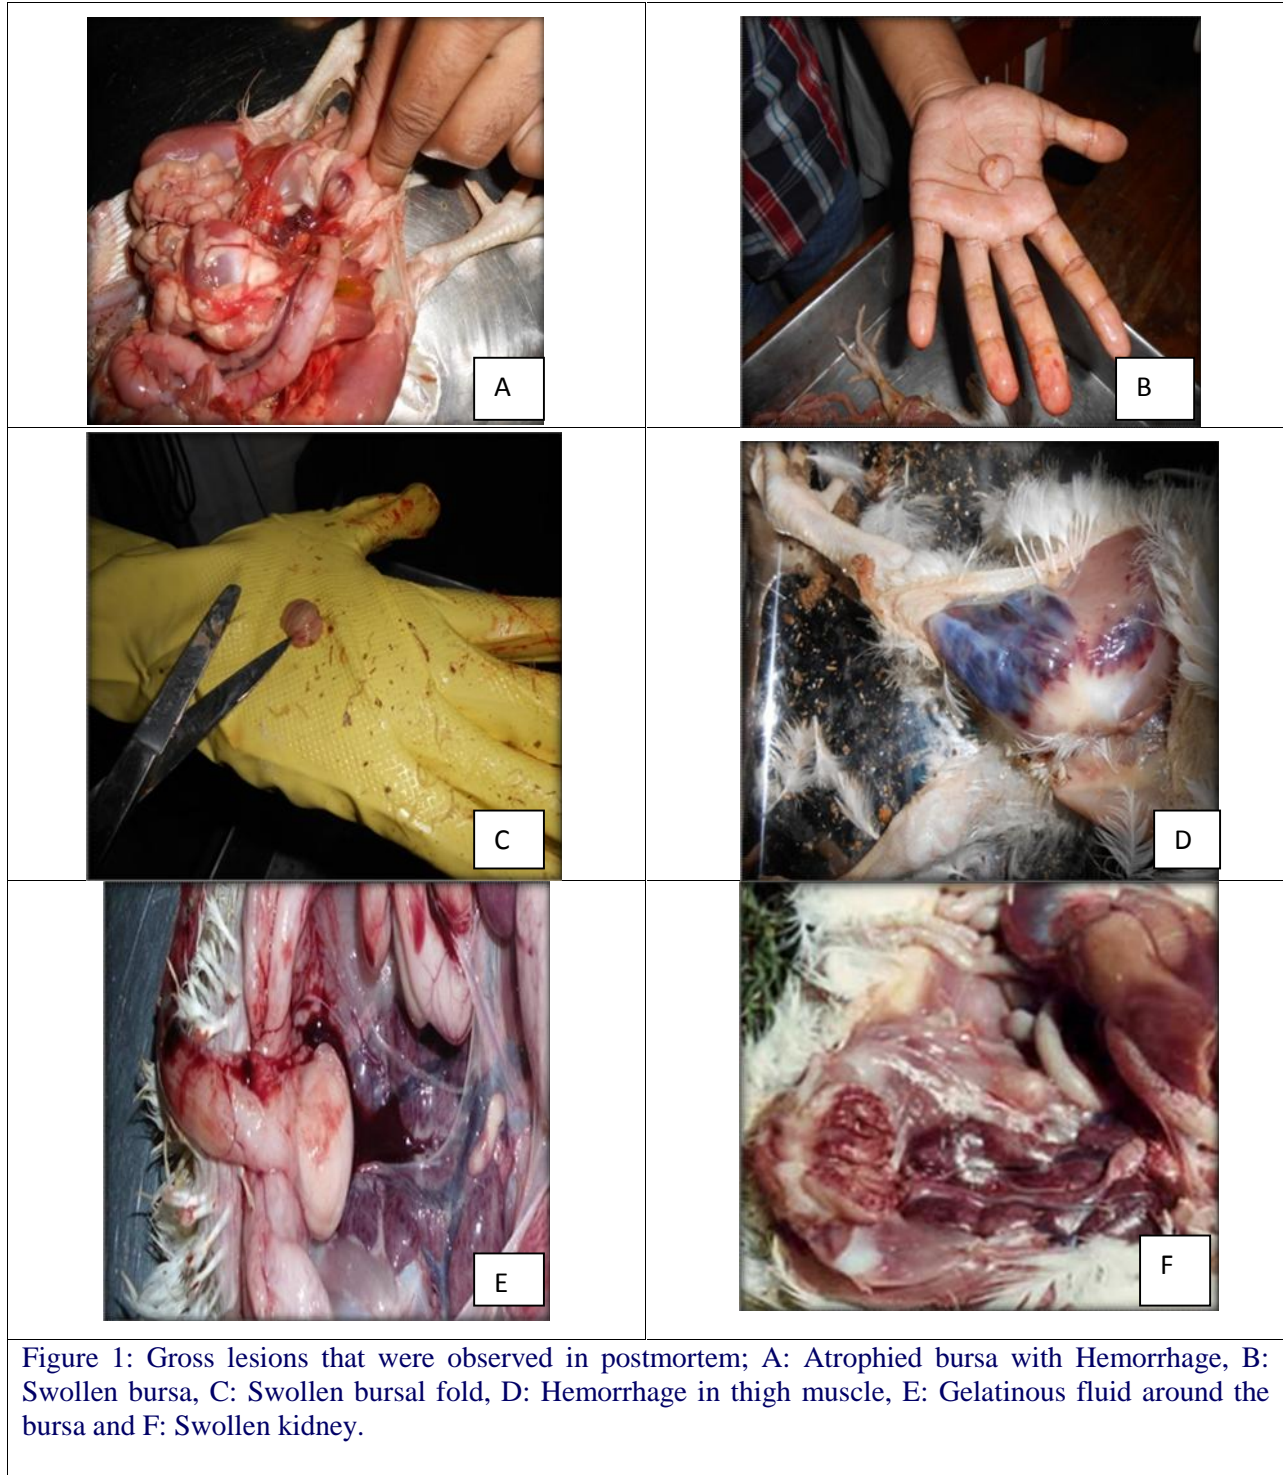 A
B
C
D
E
F
Figure 1: Gross lesions that were observed in postmortem; A: Atrophied bursa with Hemorrhage, B:
Swollen bursa, C: Swollen bursal fold, D: Hemorrhage in thigh muscle, E: Gelatinous fluid around the
bursa and F: Swollen kidney.